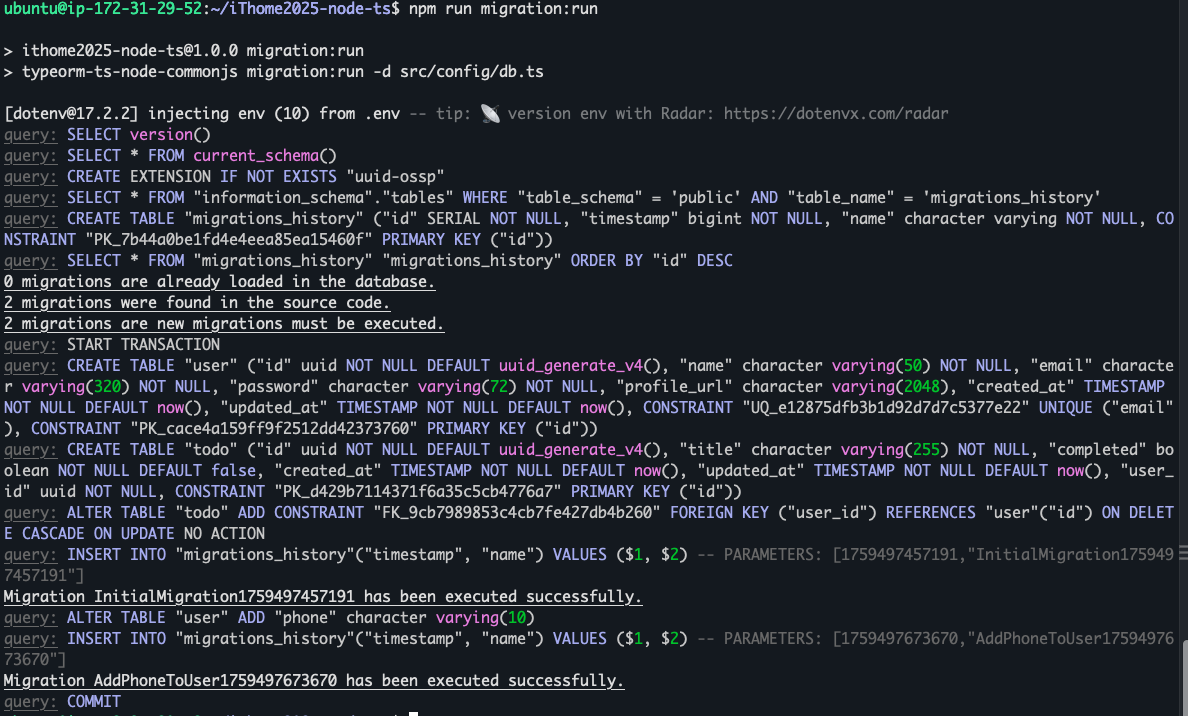 ubuntu@ip-172-31-29-52:~/iThome2025-node-ts$ npm run migration:run
> ithome2025-node-ts@1.0.0 migration:run
> typeorm-ts-node-commonjs migration:run -d src/config/db.ts
[dotenv@17.2.2] injecting env (10) from .env -- tip: 📡 version env with Radar: https://dotenvx.com/radar
query: SELECT version()
query: SELECT * FROM current_schema()
query: CREATE EXTENSION IF NOT EXISTS "uuid-ossp"
query: SELECT * FROM "information_schema"."tables" WHERE "table_schema" = 'public' AND "table_name" = 'migrations_history'
query: CREATE TABLE "migrations_history" ("id" SERIAL NOT NULL, "timestamp" bigint NOT NULL, "name" character varying NOT NULL, CO
NSTRAINT "PK_7b44a0be1fd4e4eea85ea15460f" PRIMARY KEY ("id"))
query: SELECT * FROM "migrations_history" "migrations_history" ORDER BY "id" DESC
0 migrations are already loaded in the database.
2 migrations were found in the source code.
2 migrations are new migrations must be executed.
query: START TRANSACTION
query: CREATE TABLE "user" ("id" uuid NOT NULL DEFAULT uuid_generate_v4(), "name" character varying(50) NOT NULL, "email" characte
r varying(320) NOT NULL, "password" character varying(72) NOT NULL, "profile_url" character varying(2048), "created_at" TIMESTAMP
NOT NULL DEFAULT now(), "updated_at" TIMESTAMP NOT NULL DEFAULT now(), CONSTRAINT "UQ_e12875dfb3b1d92d7d7c5377e22" UNIQUE ("email"
), CONSTRAINT "PK_cace4a159ff9f2512dd42373760" PRIMARY KEY ("id"))
query: CREATE TABLE "todo" ("id" uuid NOT NULL DEFAULT uuid_generate_v4(), "title" character varying(255) NOT NULL, "completed" bo
olean NOT NULL DEFAULT false, "created_at" TIMESTAMP NOT NULL DEFAULT now(), "updated_at" TIMESTAMP NOT NULL DEFAULT now(), "user_
id" uuid NOT NULL, CONSTRAINT "PK_d429b7114371f6a35c5cb4776a7" PRIMARY KEY ("id"))
query: ALTER TABLE "todo" ADD CONSTRAINT "FK_9cb7989853c4cb7fe427db4b260" FOREIGN KEY ("user_id") REFERENCES "user"("id") ON DELET
E CASCADE ON UPDATE NO ACTION
query: INSERT INTO "migrations_history"("timestamp", "name") VALUES ($1, $2) -- PARAMETERS: [1759497457191,"InitialMigration175949
7457191"]
Migration InitialMigration1759497457191 has been executed successfully.
query: ALTER TABLE "user" ADD "phone" character varying(10)
query: INSERT INTO "migrations_history"("timestamp", "name") VALUES ($1, $2) -- PARAMETERS: [1759497673670,"AddPhoneToUser17594976
73670"]
Migration AddPhoneToUser1759497673670 has been executed successfully.
query: COMMIT